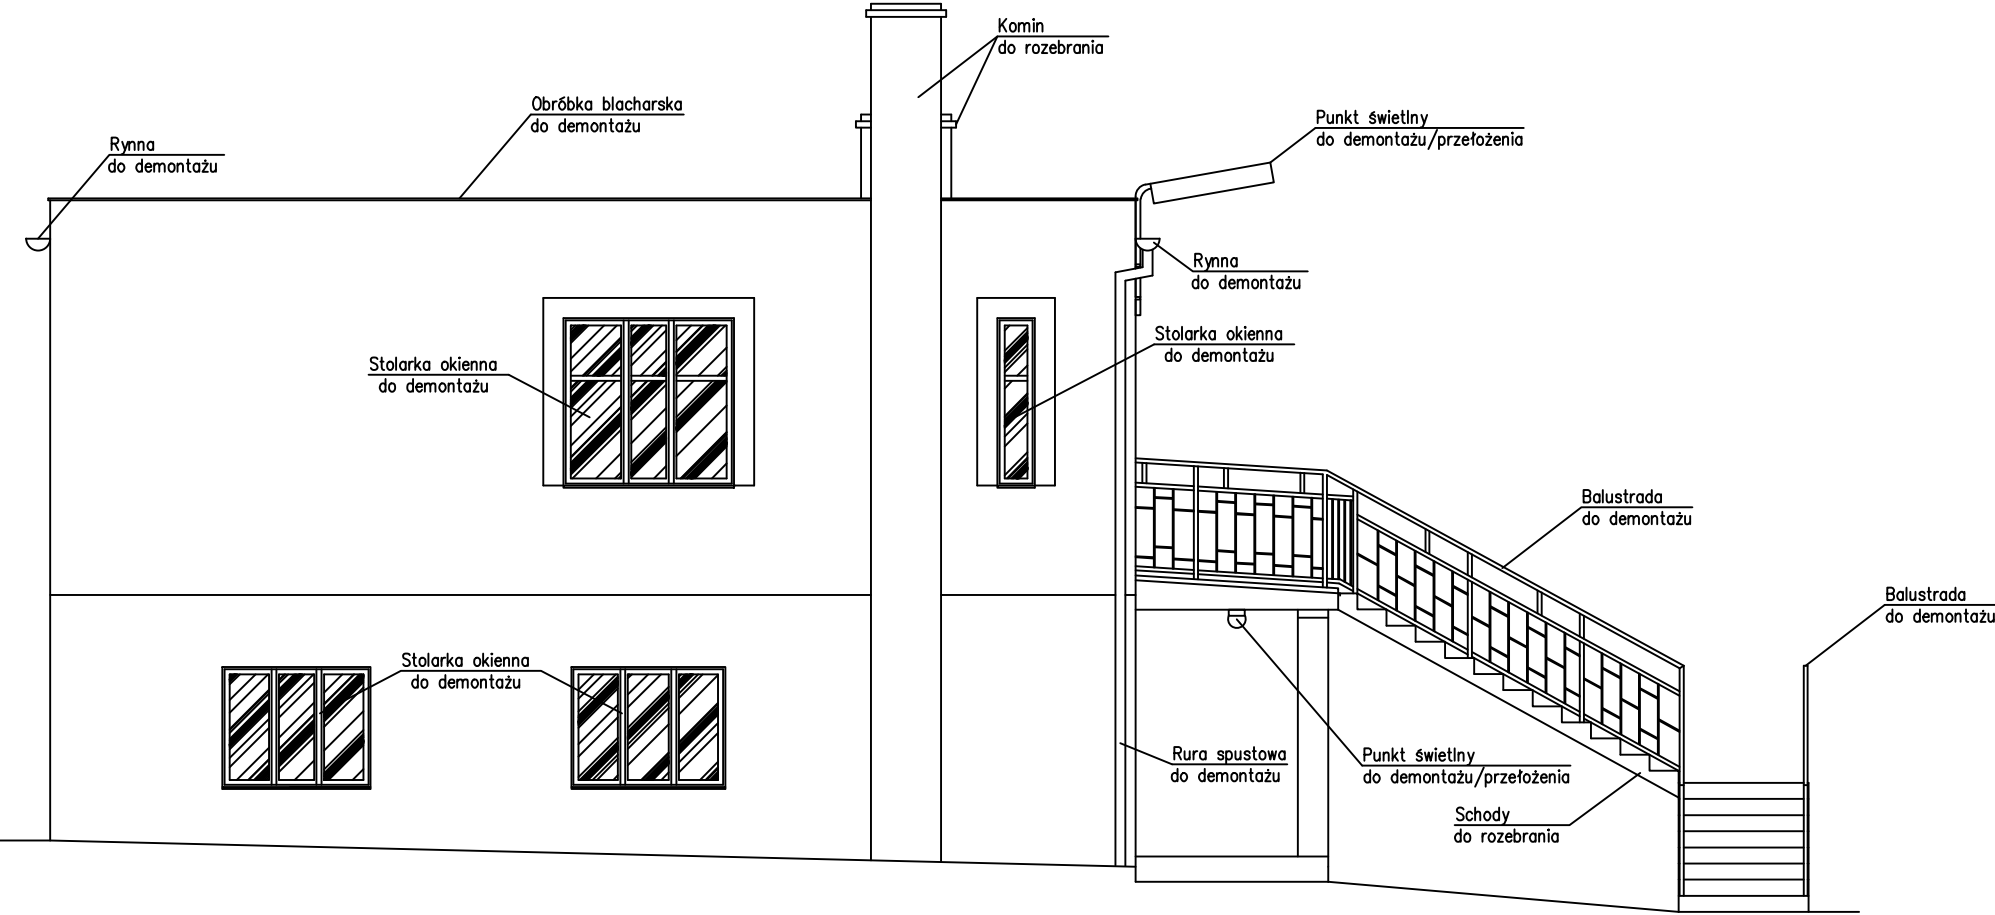 Komin
do rozebrania
Obróbka blacharska
do demontażu
Punkt świetlny
do demontażu/przełożenia
Rynna
do demontażu
Rynna
do demontażu
Stolarka okienna
do demontażu
Stolarka okienna
do demontażu
Balustrada
do demontażu
Balustrada
do demontażu
Stolarka okienna
do demontażu
Rura spustowa
do demontażu
Punkt świetlny
do demontażu/przełożenia
Schody
do rozebrania